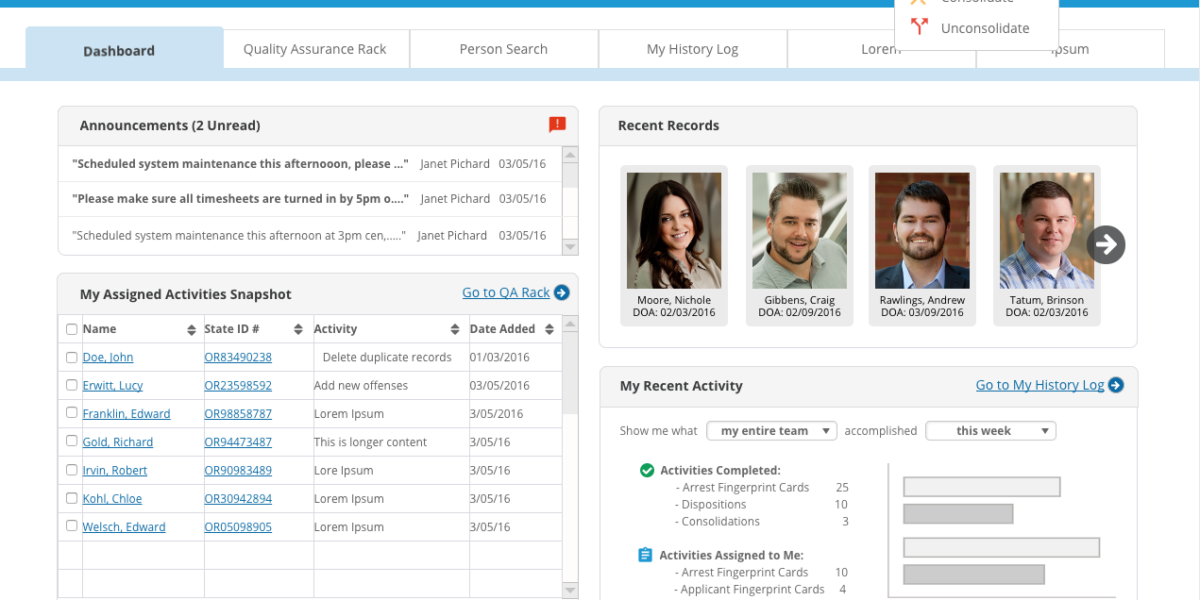 Consolidate
Unconsolidate
Dashboard
Quality Assurance Rack
Person Search
My History Log
Lorem
Ipsum
Announcements (2 Unread)
"Scheduled system maintenance this afternooon, please ..." Janet Pichard 03/05/16
"Please make sure all timesheets are turned in by 5pm o...." Janet Pichard 03/05/16
"Scheduled system maintenance this afternoon at 3pm cen,....." Janet Pichard 03/05/16
My Assigned Activities Snapshot
Go to QA Rack
Name State ID # Activity Date Added
Doe, John OR83490238 Delete duplicate records 01/03/2016
Erwitt, Lucy OR23598592 Add new offenses 03/05/2016
Franklin, Edward OR98858787 Lorem Ipsum 3/05/2016
Gold, Richard OR94473487 This is longer content 3/05/16
Irvin, Robert OR90983489 Lore Ipsum 3/05/16
Kohl, Chloe OR30942894 Lorem Ipsum 3/05/16
Welsch, Edward OR05098905 Lorem Ipsum 3/05/16
Recent Records
Moore, Nichole
DOA: 02/03/2016
Gibbens, Craig
DOA: 02/09/2016
Rawlings, Andrew
DOA: 03/09/2016
Tatum, Brinson
DOA: 02/03/2016
My Recent Activity
Go to My History Log
Show me what my entire team accomplished this week
Activities Completed:
- Arrest Fingerprint Cards 25
- Dispositions 10
- Consolidations 3
Activities Assigned to Me:
- Arrest Fingerprint Cards 10
- Applicant Fingerprint Cards 4